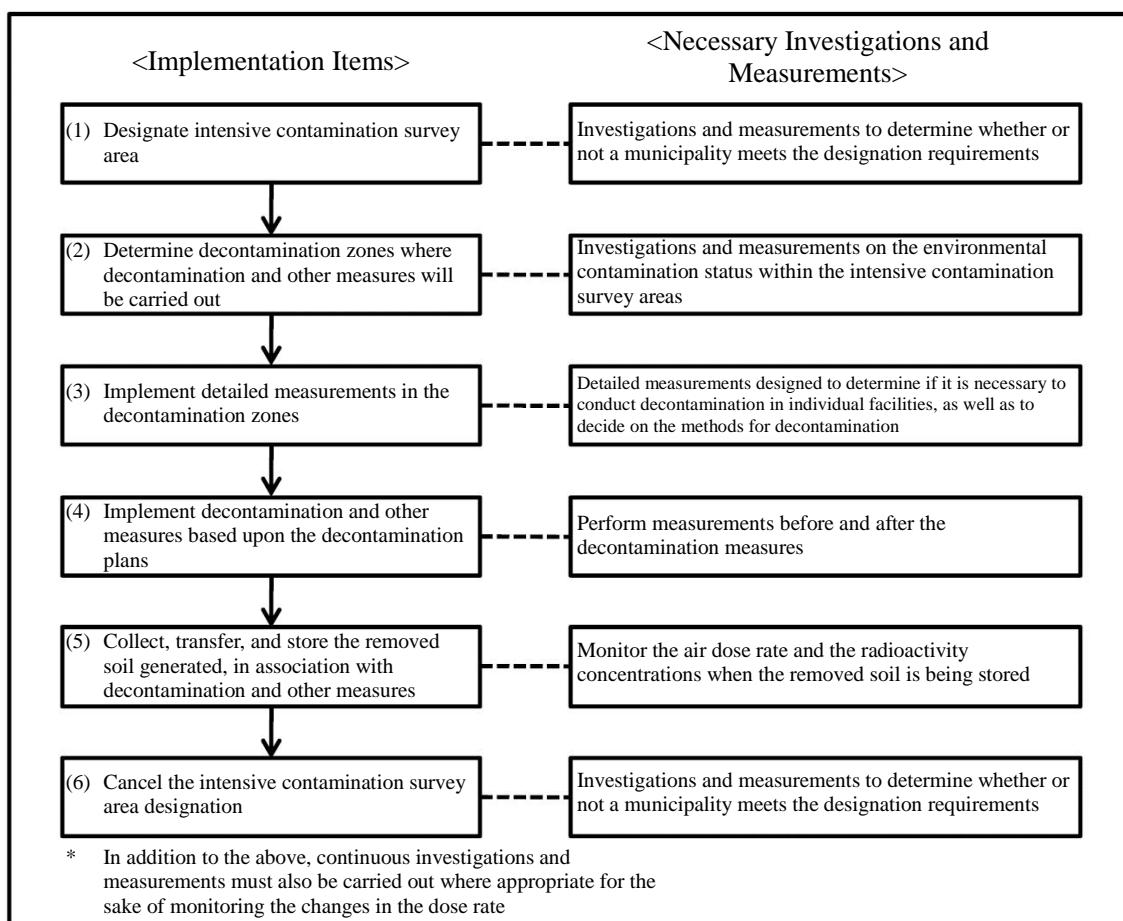 <Implementation Items>
<Necessary Investigations and
Measurements>
(1) Designate intensive contamination survey
area
Investigations and measurements to determine whether or
not a municipality meets the designation requirements
(2) Determine decontamination zones where
decontamination and other measures will
be carried out
Investigations and measurements on the environmental
contamination status within the intensive contamination
survey areas
(3) Implement detailed measurements in the
decontamination zones
Detailed measurements designed to determine if it is necessary to
conduct decontamination in individual facilities, as well as to
decide on the methods for decontamination
(4) Implement decontamination and other
measures based upon the decontamination
plans
Perform measurements before and after the
decontamination measures
(5) Collect, transfer, and store the removed
soil generated, in association with
decontamination and other measures
Monitor the air dose rate and the radioactivity
concentrations when the removed soil is being stored
(6) Cancel the intensive contamination survey
area designation
Investigations and measurements to determine whether or
not a municipality meets the designation requirements
* In addition to the above, continuous investigations and
measurements must also be carried out where appropriate for the
sake of monitoring the changes in the dose rate